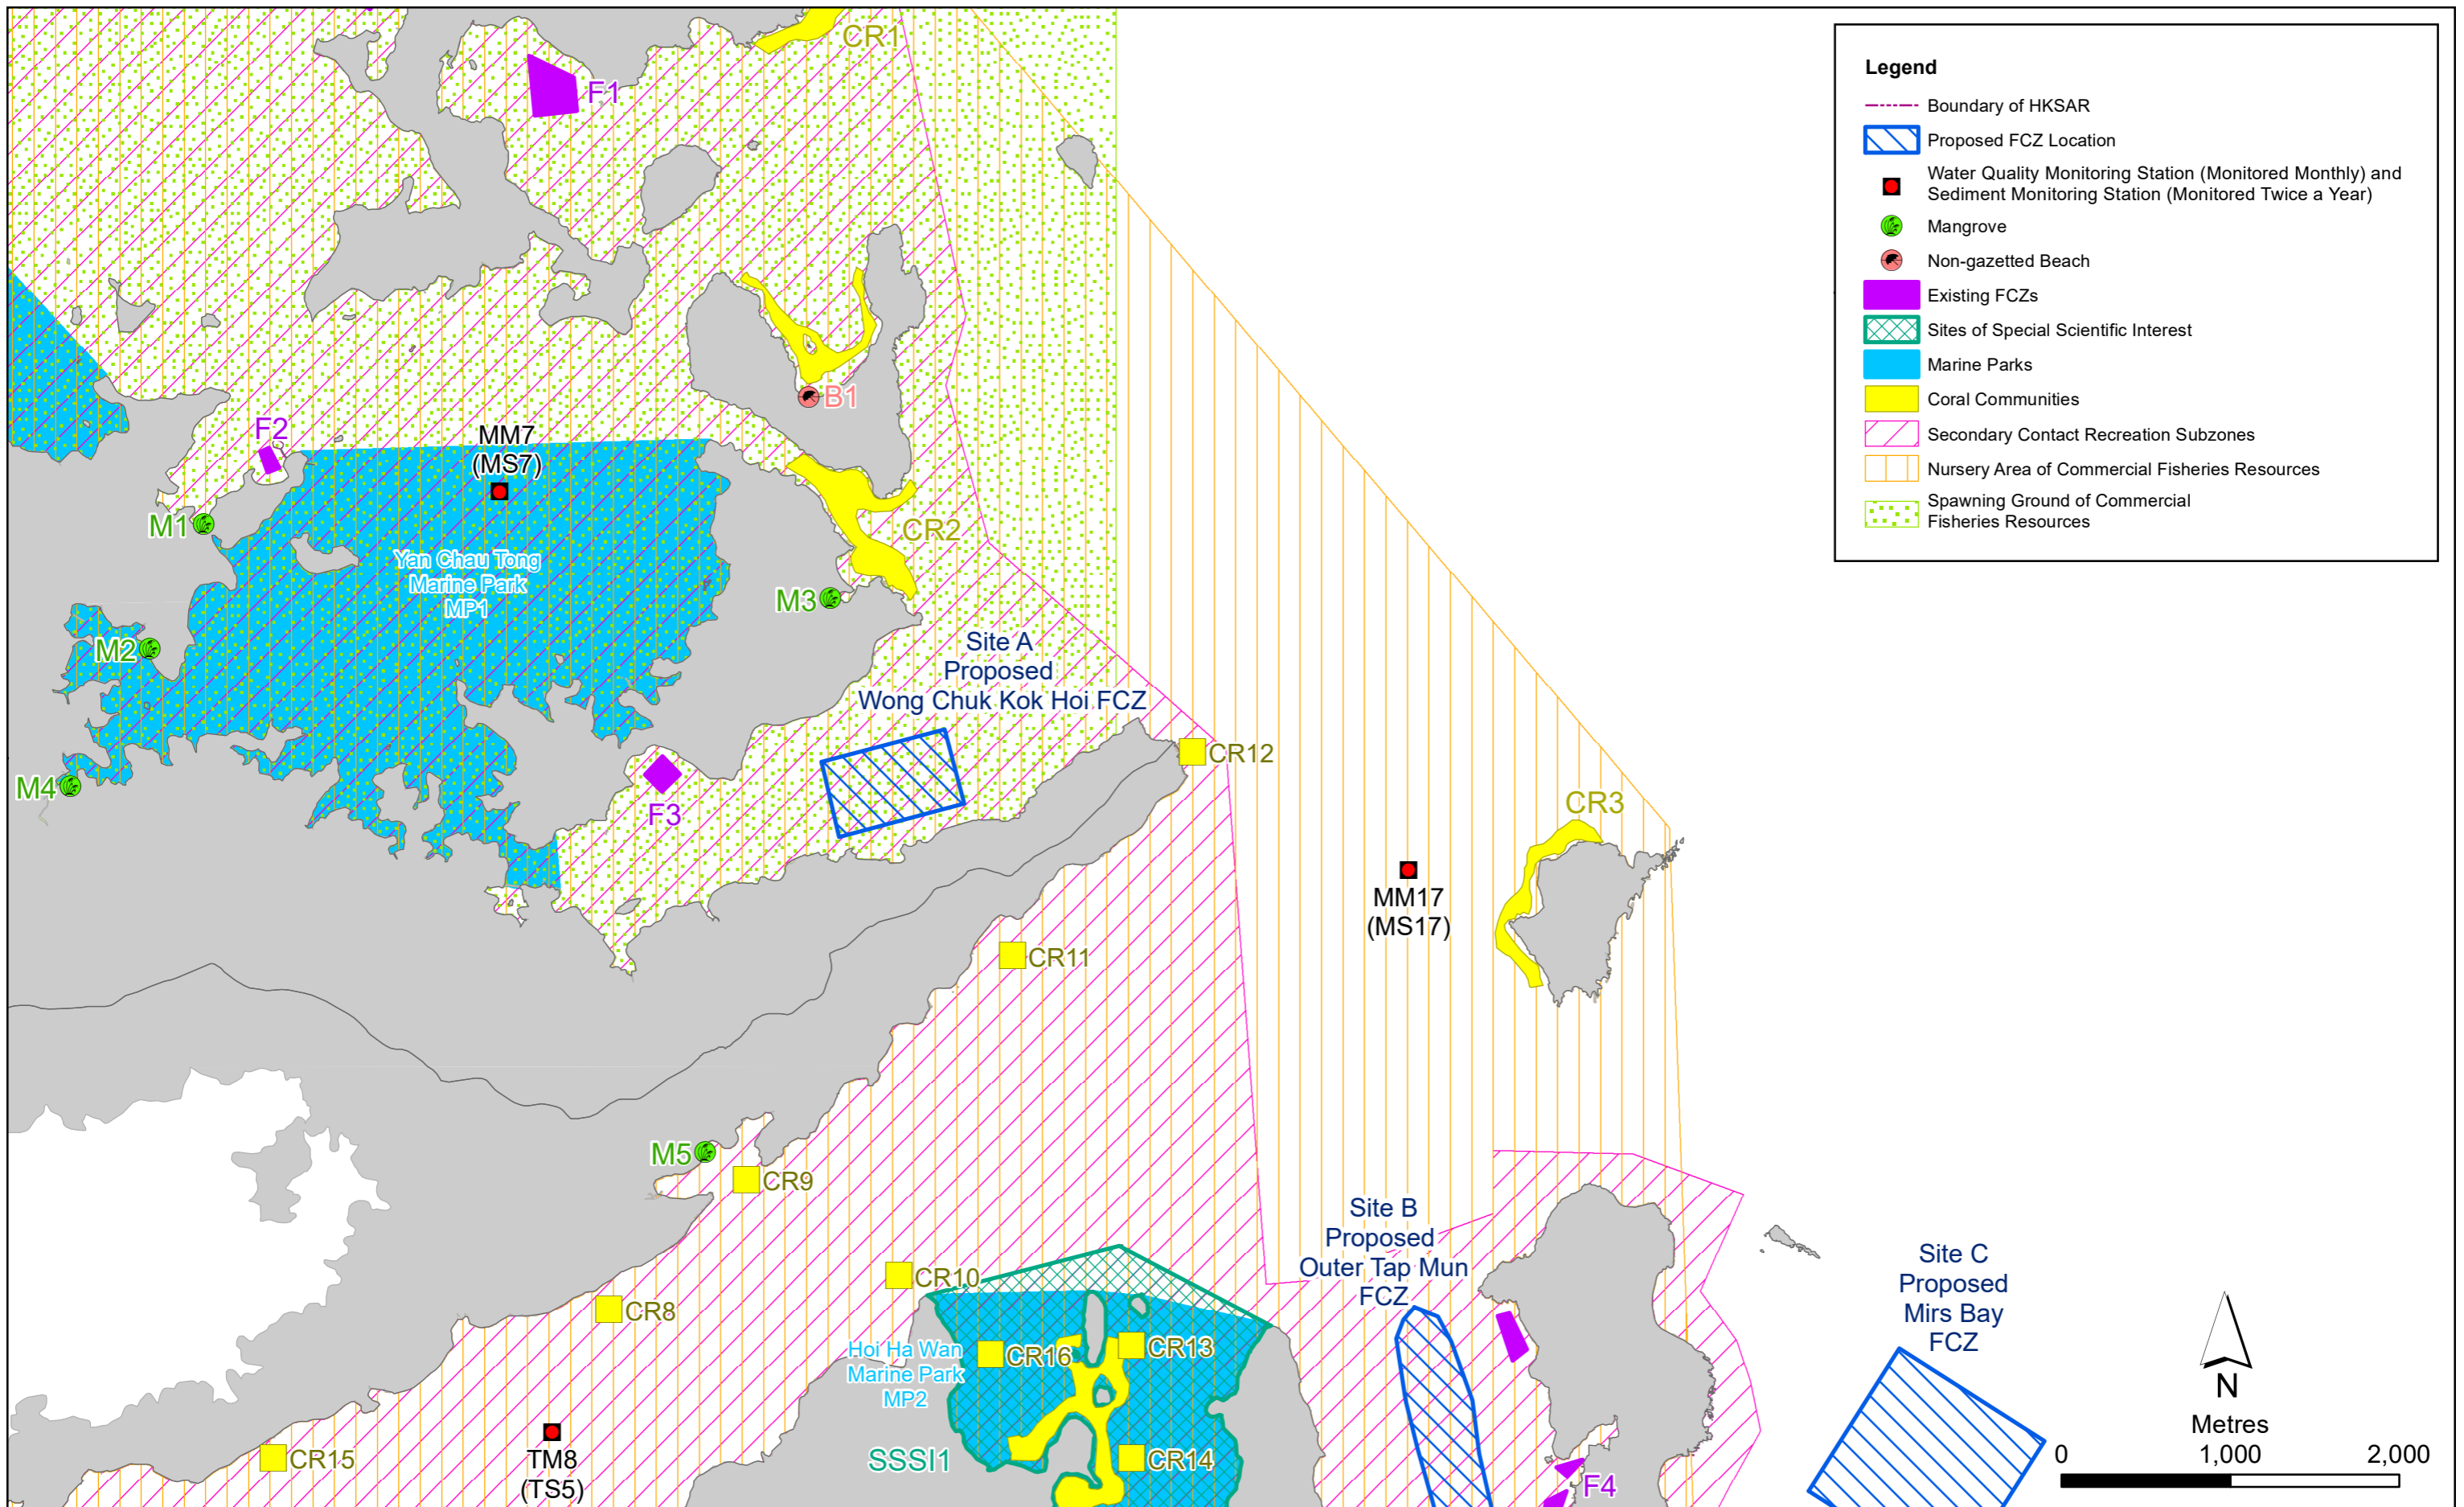 CR1
F1
B1
F2
MM7
(MS7)
M1
CR2
Yan Chau Tong
Marine Park
MP1
M3
M2
Site A
Proposed
Wong Chuk Kok Hoi FCZ
CR12
M4
F3
CR3
MM17
(MS17)
CR11
M5
CR9
Site B
Proposed
Outer Tap Mun
FCZ
Site C
Proposed
Mirs Bay
FCZ
CR10
CR8
Hoi Ha Wan
Marine Park
MP2
CR16
CR13
SSSI1
CR14
CR15
TM8
(TS5)
F4
Legend
Boundary of HKSAR
Proposed FCZ Location
Water Quality Monitoring Station (Monitored Monthly) and
Sediment Monitoring Station (Monitored Twice a Year)
Mangrove
Non-gazetted Beach
Existing FCZs
Sites of Special Scientific Interest
Marine Parks
Coral Communities
Secondary Contact Recreation Subzones
Nursery Area of Commercial Fisheries Resources
Spawning Ground of Commercial
Fisheries Resources
N
Metres
0 1,000 2,000